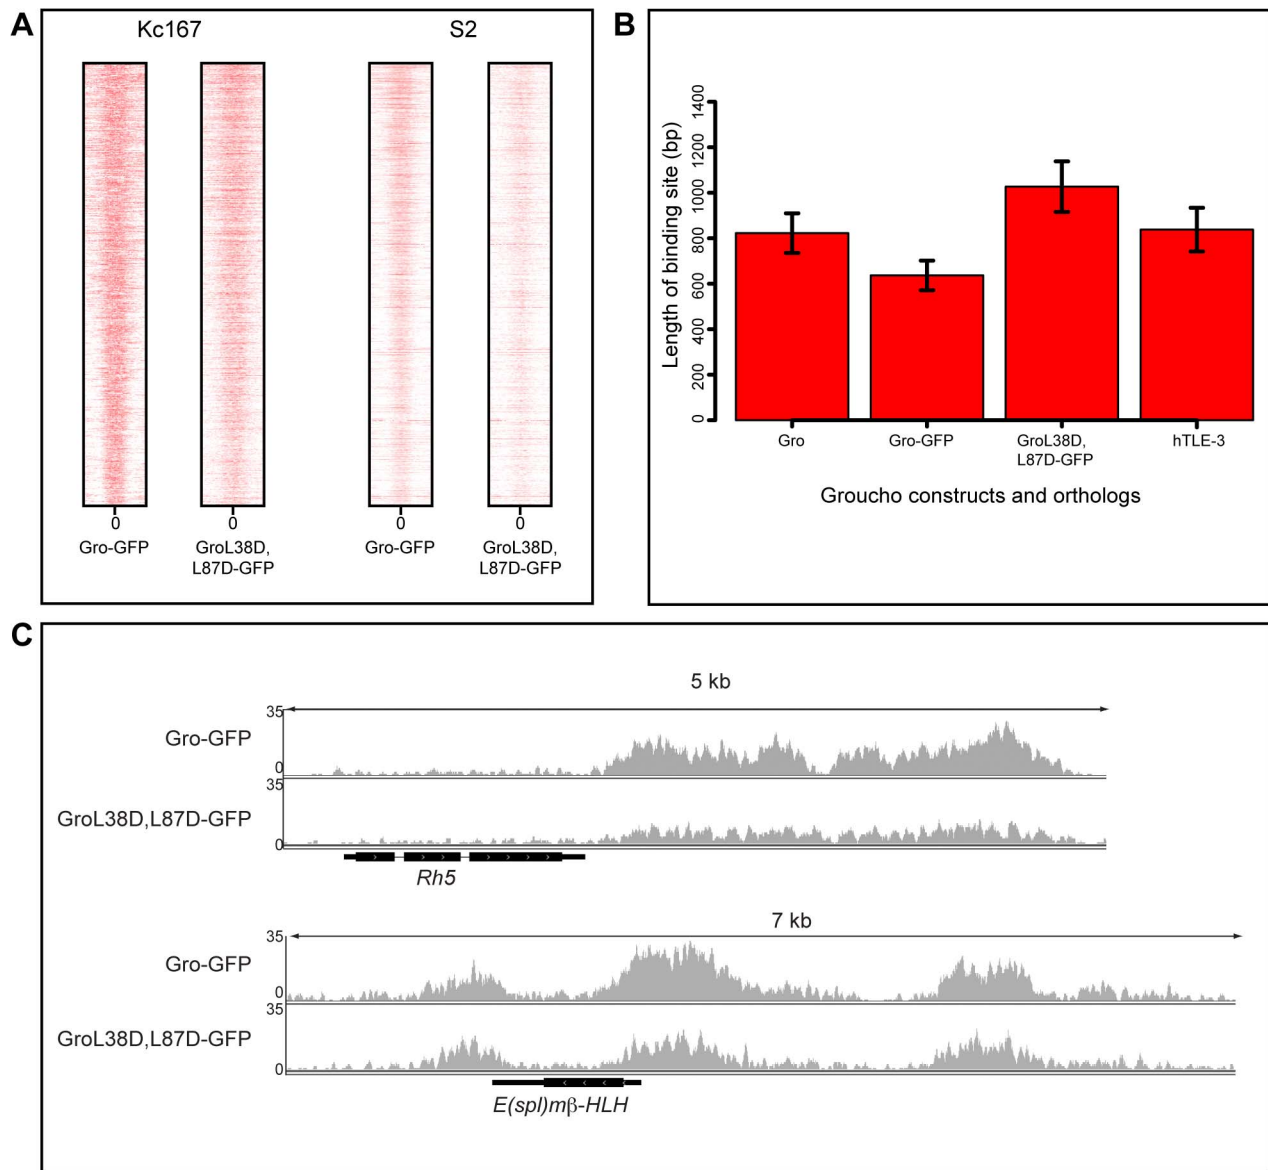 A
Kc167
S2
0
0
0
0
Gro-GFP
GroL38D,
L87D-GFP
Gro-GFP
GroL38D,
L87D-GFP
B
Length of binding site (bp)
1400
1200
1000
800
600
400
200
0
Gro
Gro-GFP
GroL38D,
L87D-GFP
hTLE-3
Groucho constructs and orthologs
C
5 kb
Gro-GFP
35
0
GroL38D,L87D-GFP
35
0
Rh5
7 kb
Gro-GFP
35
0
GroL38D,L87D-GFP
35
0
E(spl)mβ-HLH